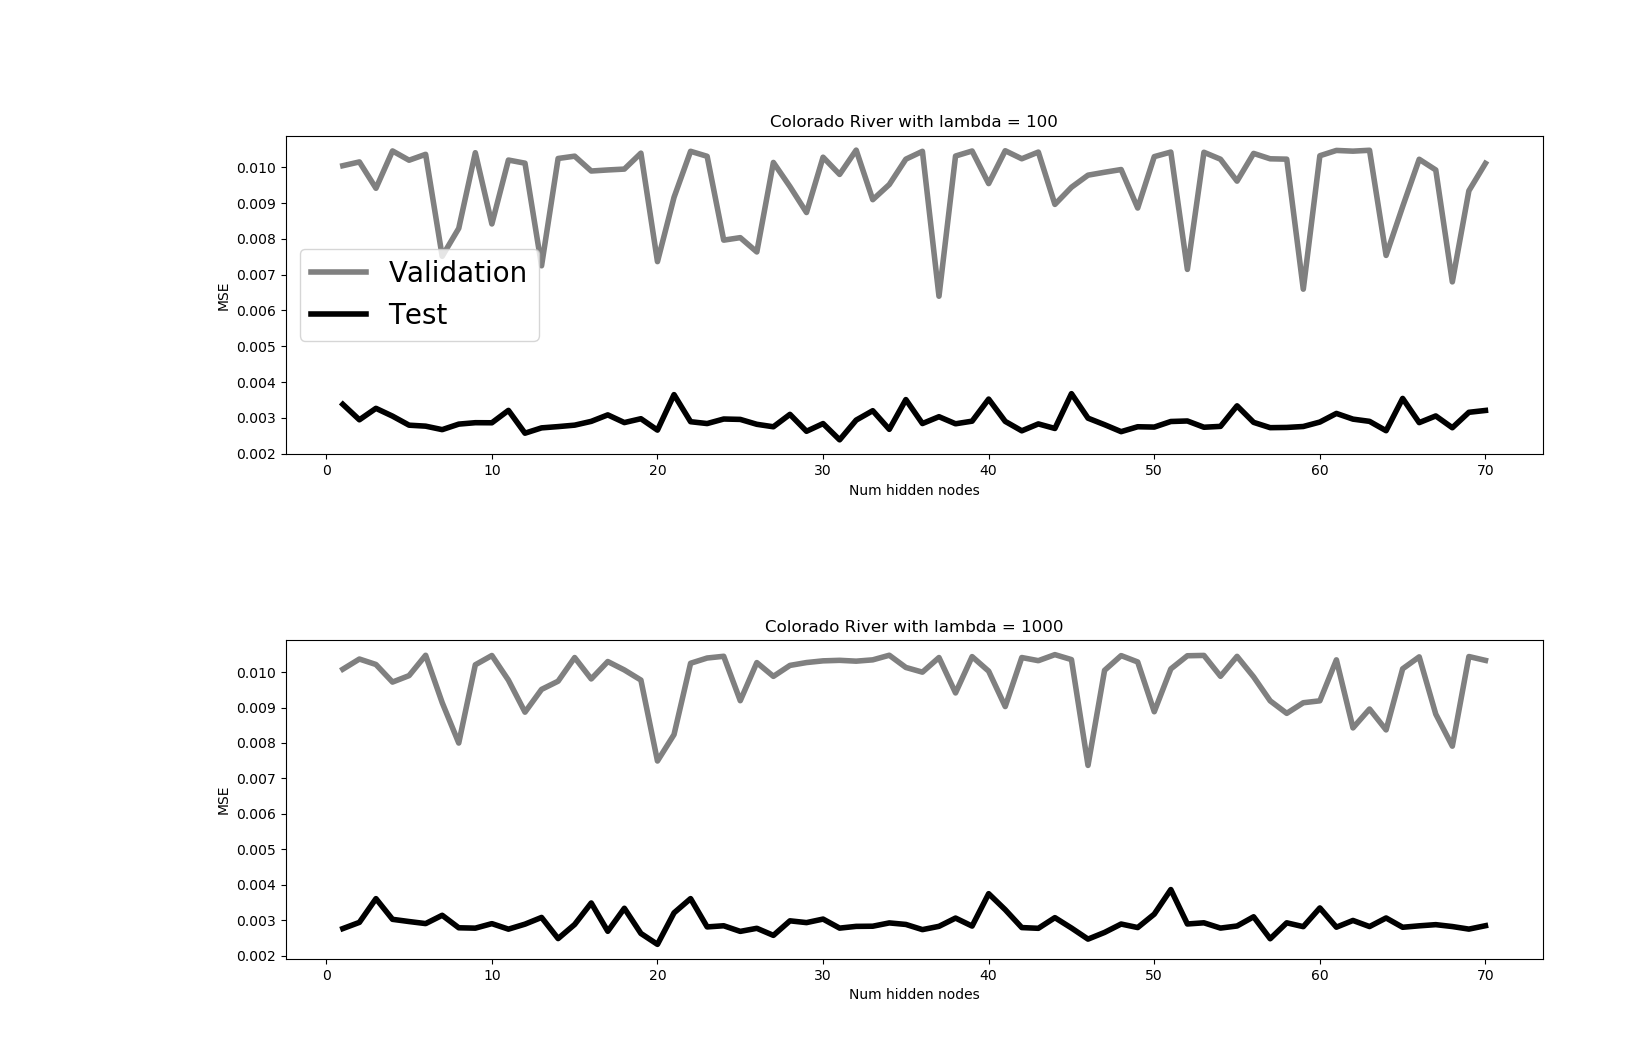 Colorado River with lambda = 100
0.010
0.009
0.008
0.007
0.006
0.005
0.004
0.003
0.002
MSE
Validation
Test
0 10 20 30 40 50 60 70
Num hidden nodes
Colorado River with lambda = 1000
0.010
0.009
0.008
0.007
0.006
0.005
0.004
0.003
0.002
MSE
0 10 20 30 40 50 60 70
Num hidden nodes